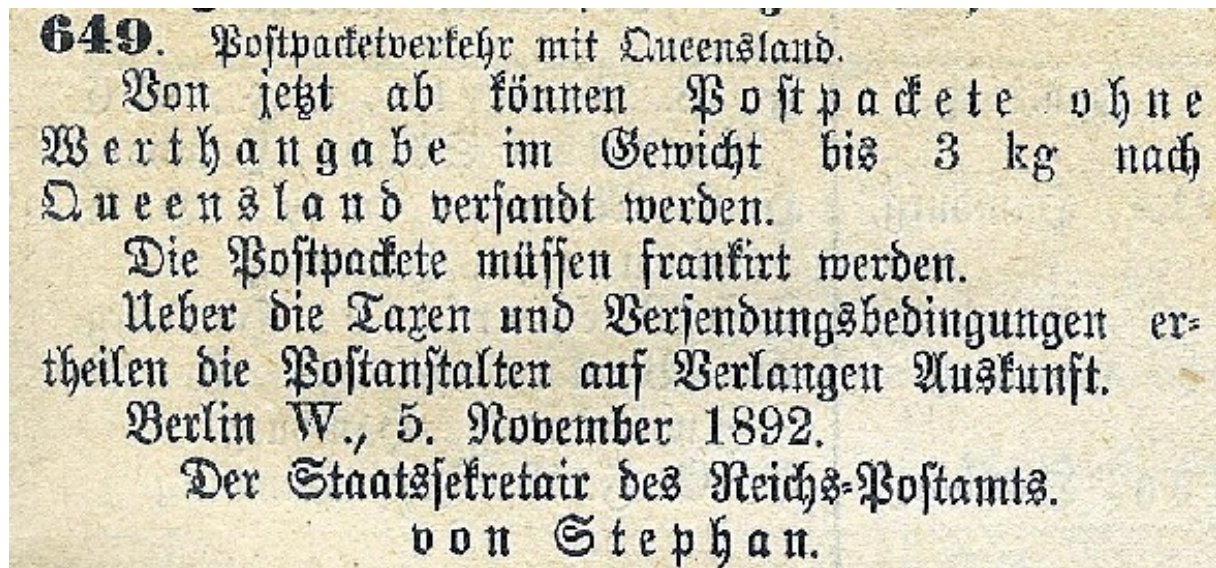 649. Postpacketverkehr mit Queensland.
Von jetzt ab können Postpackete ohne
Werthangabe im Gewicht bis 3 kg nach
Queensland versandt werden.
Die Postpackete müssen frankirt werden.
Ueber die Taxen und Versendungsbedingungen er-
theilen die Postanstalten auf Verlangen Auskunft.
Berlin W., 5. November 1892.
Der Staatssekretair des Reichs-Postamts.
von Stephan.